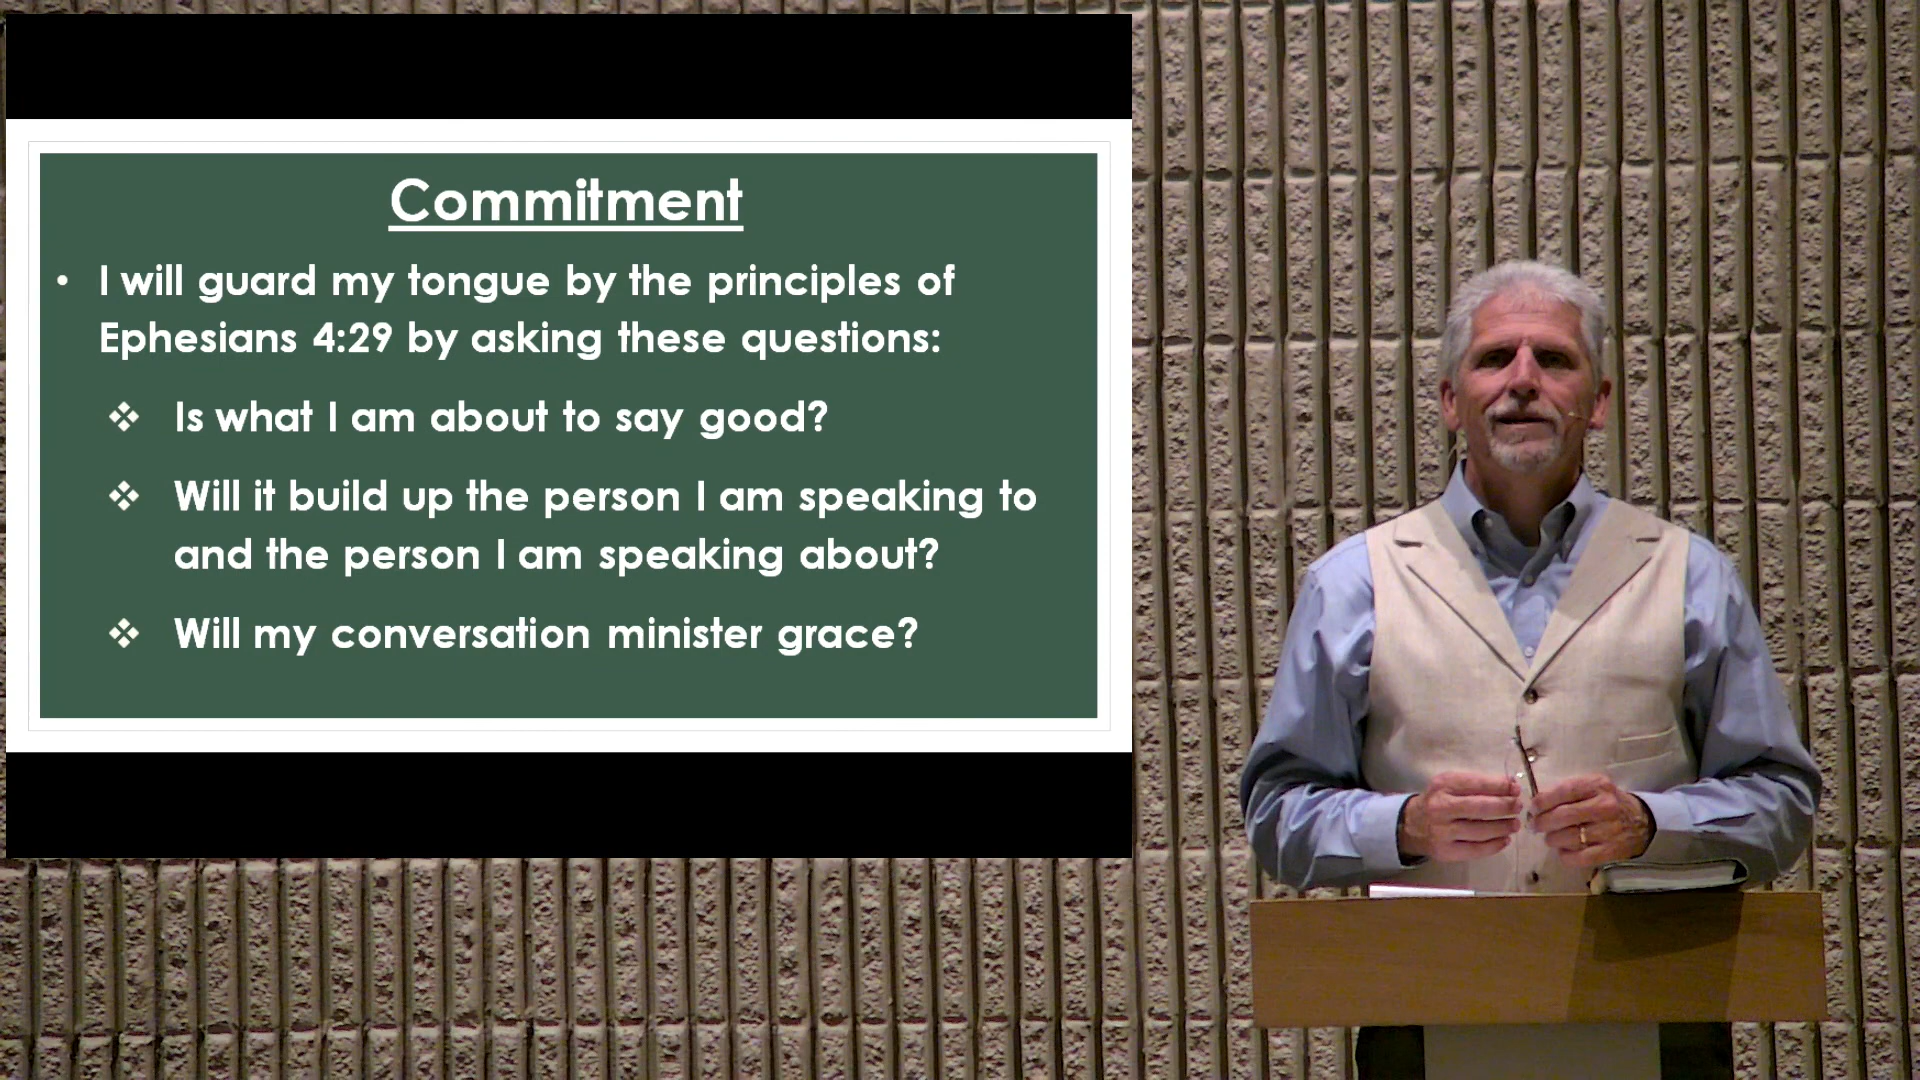 Commitment
• I will guard my tongue by the principles of
Ephesians 4:29 by asking these questions:
❖ Is what I am about to say good?
❖ Will it build up the person I am speaking to
and the person I am speaking about?
❖ Will my conversation minister grace?